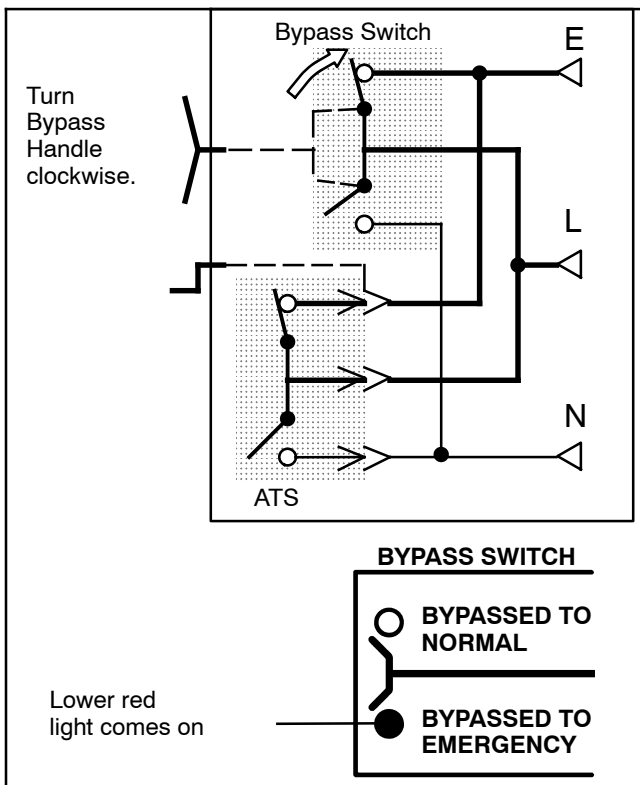 Bypass Switch
E
Turn
Bypass
Handle
clockwise.
L
N
ATS
BYPASS SWITCH
BYPASSED TO
NORMAL
Lower red
light comes on
BYPASSED TO
EMERGENCY